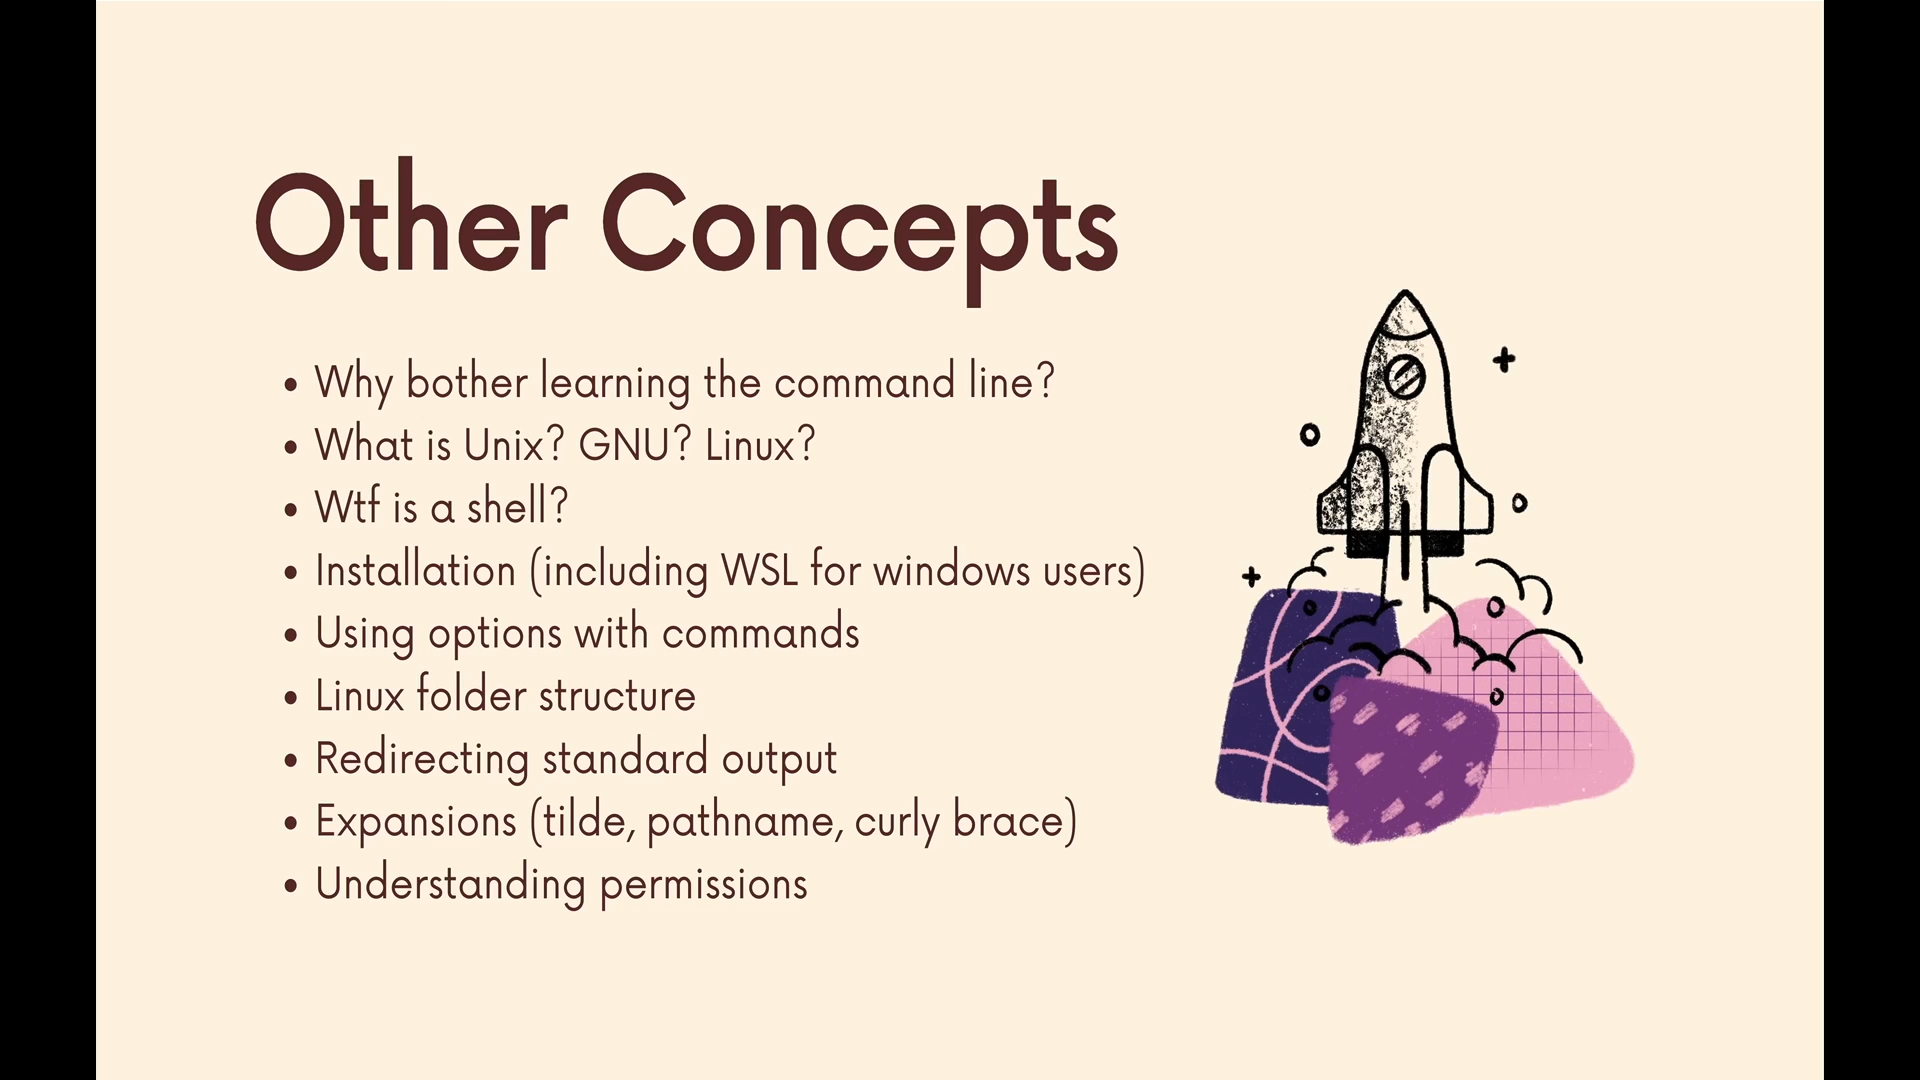 Other Concepts
• Why bother learning the command line?
• What is Unix? GNU? Linux?
• Wtf is a shell?
• Installation (including WSL for windows users)
• Using options with commands
• Linux folder structure
• Redirecting standard output
• Expansions (tilde, pathname, curly brace)
• Understanding permissions